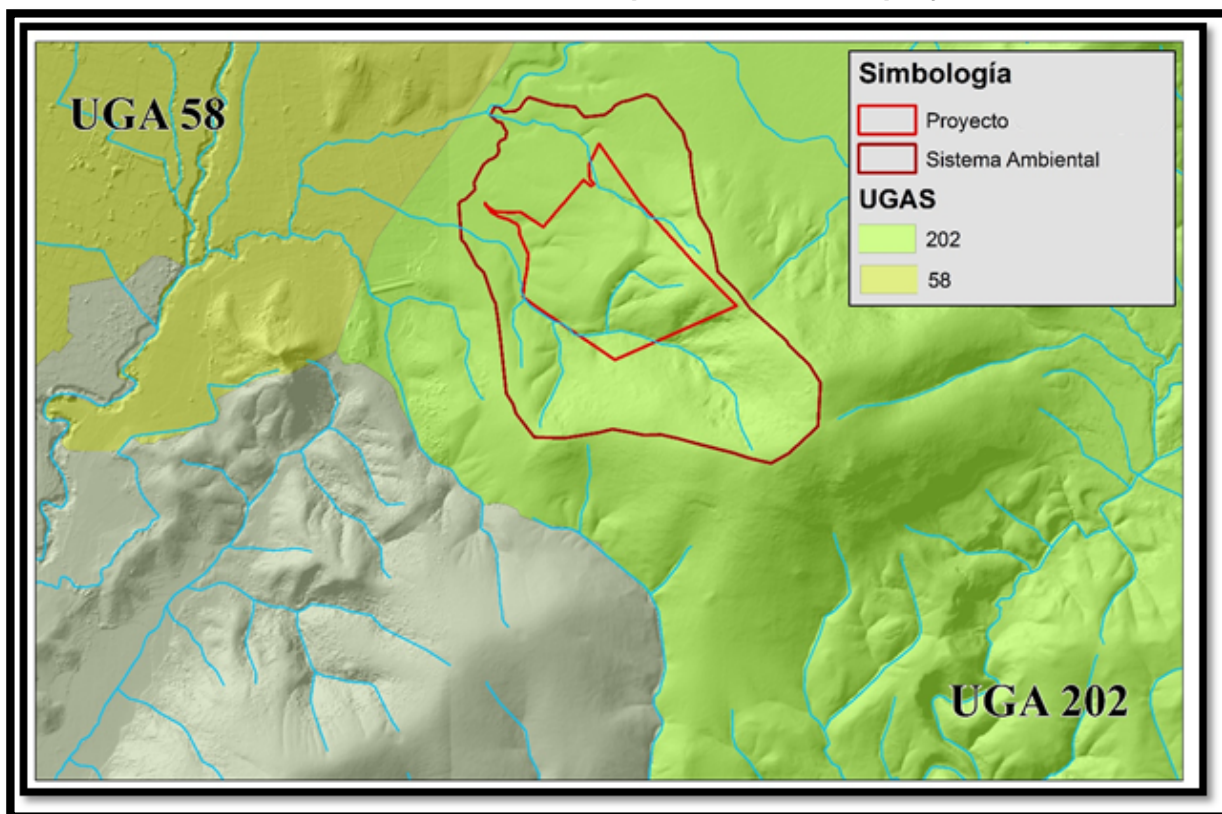 UGA 58
Simbología
Proyecto
Sistema Ambiental
UGAS
202
58
UGA 202